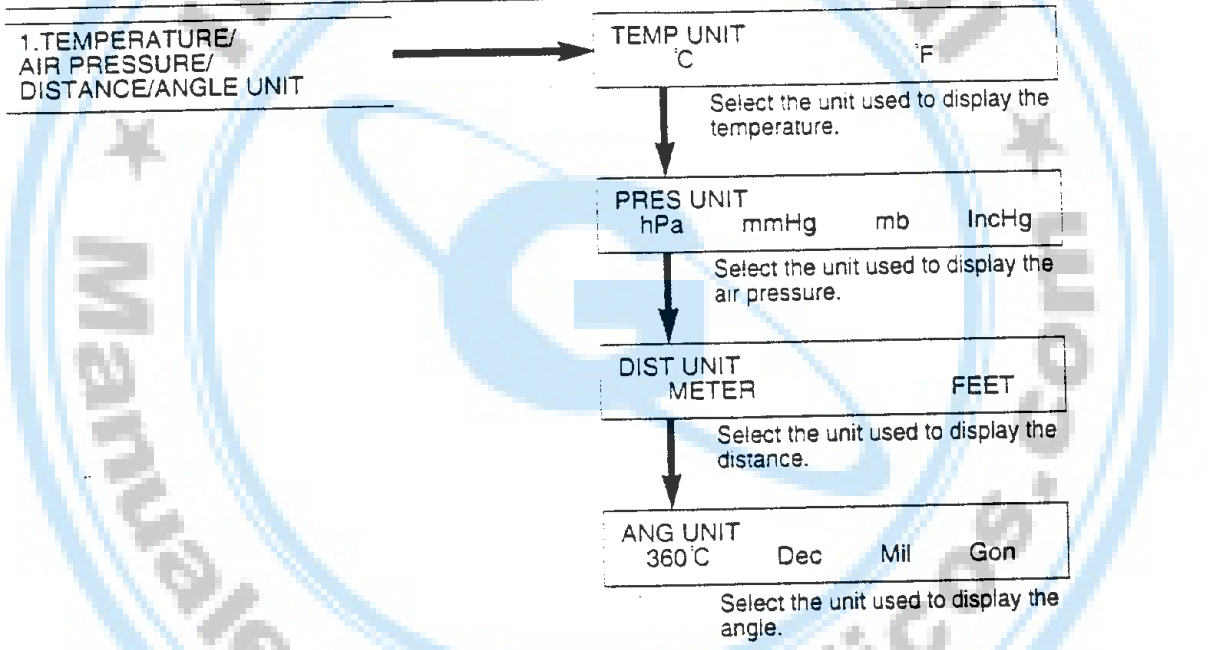 1.TEMPERATURE/
AIR PRESSURE/
DISTANCE/ANGLE UNIT
TEMP UNIT
°C °F
Select the unit used to display the
temperature.
PRES UNIT
hPa mmHg mb IncHg
Select the unit used to display the
air pressure.
DIST UNIT
METER FEET
Select the unit used to display the
distance.
ANG UNIT
360°C Dec Mil Gon
Select the unit used to display the
angle.